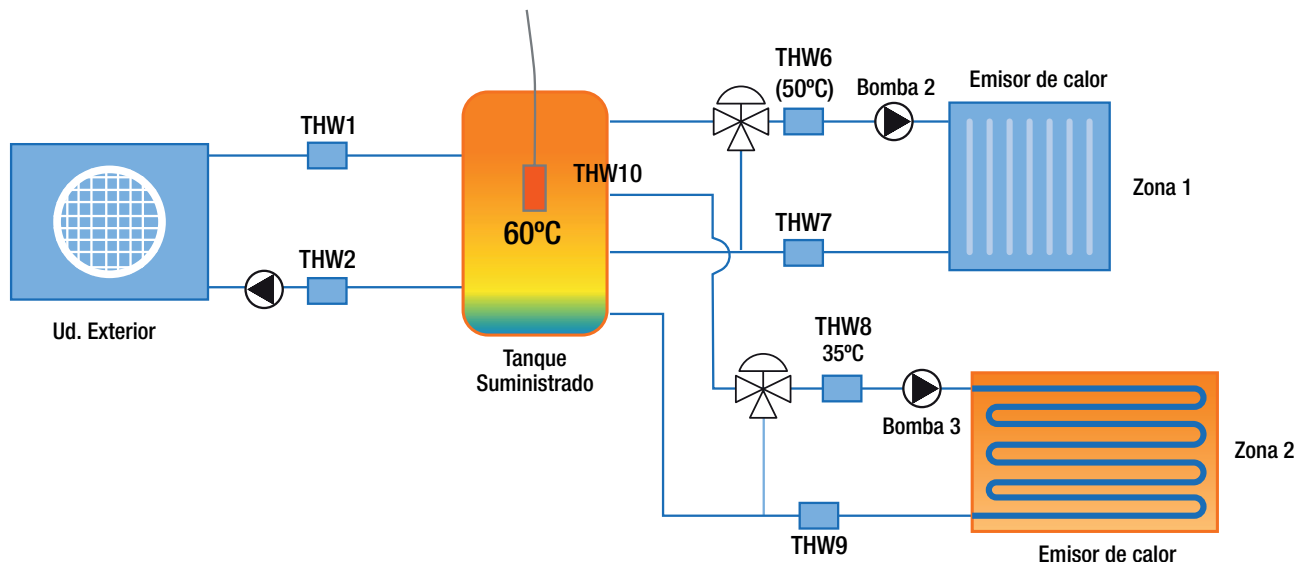 THW1
THW2
Ud. Exterior
THW10
60ºC
Tanque
Suministrado
THW6
(50ºC)
Bomba 2
Emisor de calor
Zona 1
THW7
THW8
35ºC
Bomba 3
Zona 2
THW9
Emisor de calor